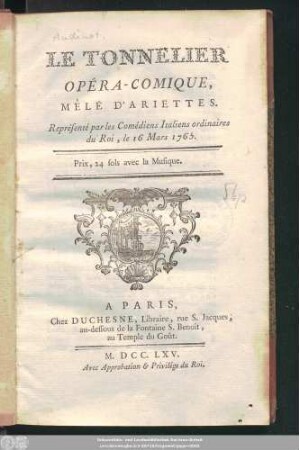 LE TONNELIER
OPÉRA-COMIQUE,
MÊLÉ D'ARIETTES.
Représenté par les Comédiens Italiens ordinaires
du Roi, le 16 Mars 1765.
Prix, 24 sols avec la Musique.
A PARIS,
Chez DUCHESNE, Libraire, rue S. Jacques,
au-dessous de la Fontaine S. Benoît,
au Temple du Goût.
M. DCC. LXV.
Avec Approbation & Privilége du Roi.